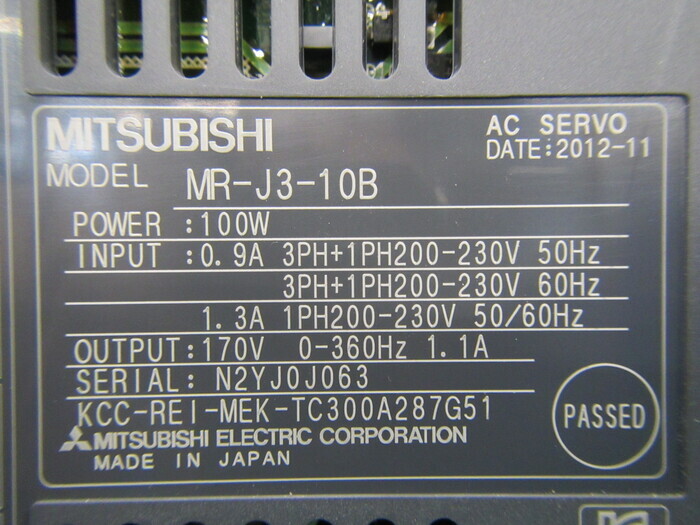 MITSUBISHI
AC SERVO
DATE:2012-11
MODEL MR-J3-10B
POWER :100W
INPUT :0.9A 3PH+1PH200-230V 50Hz
3PH+1PH200-230V 60Hz
1.3A 1PH200-230V 50/60Hz
OUTPUT:170V 0-360Hz 1.1A
SERIAL: N2YJ0J063
KCC-REI-MEK-TC300A287G51
PASSED
MITSUBISHI ELECTRIC CORPORATION
MADE IN JAPAN